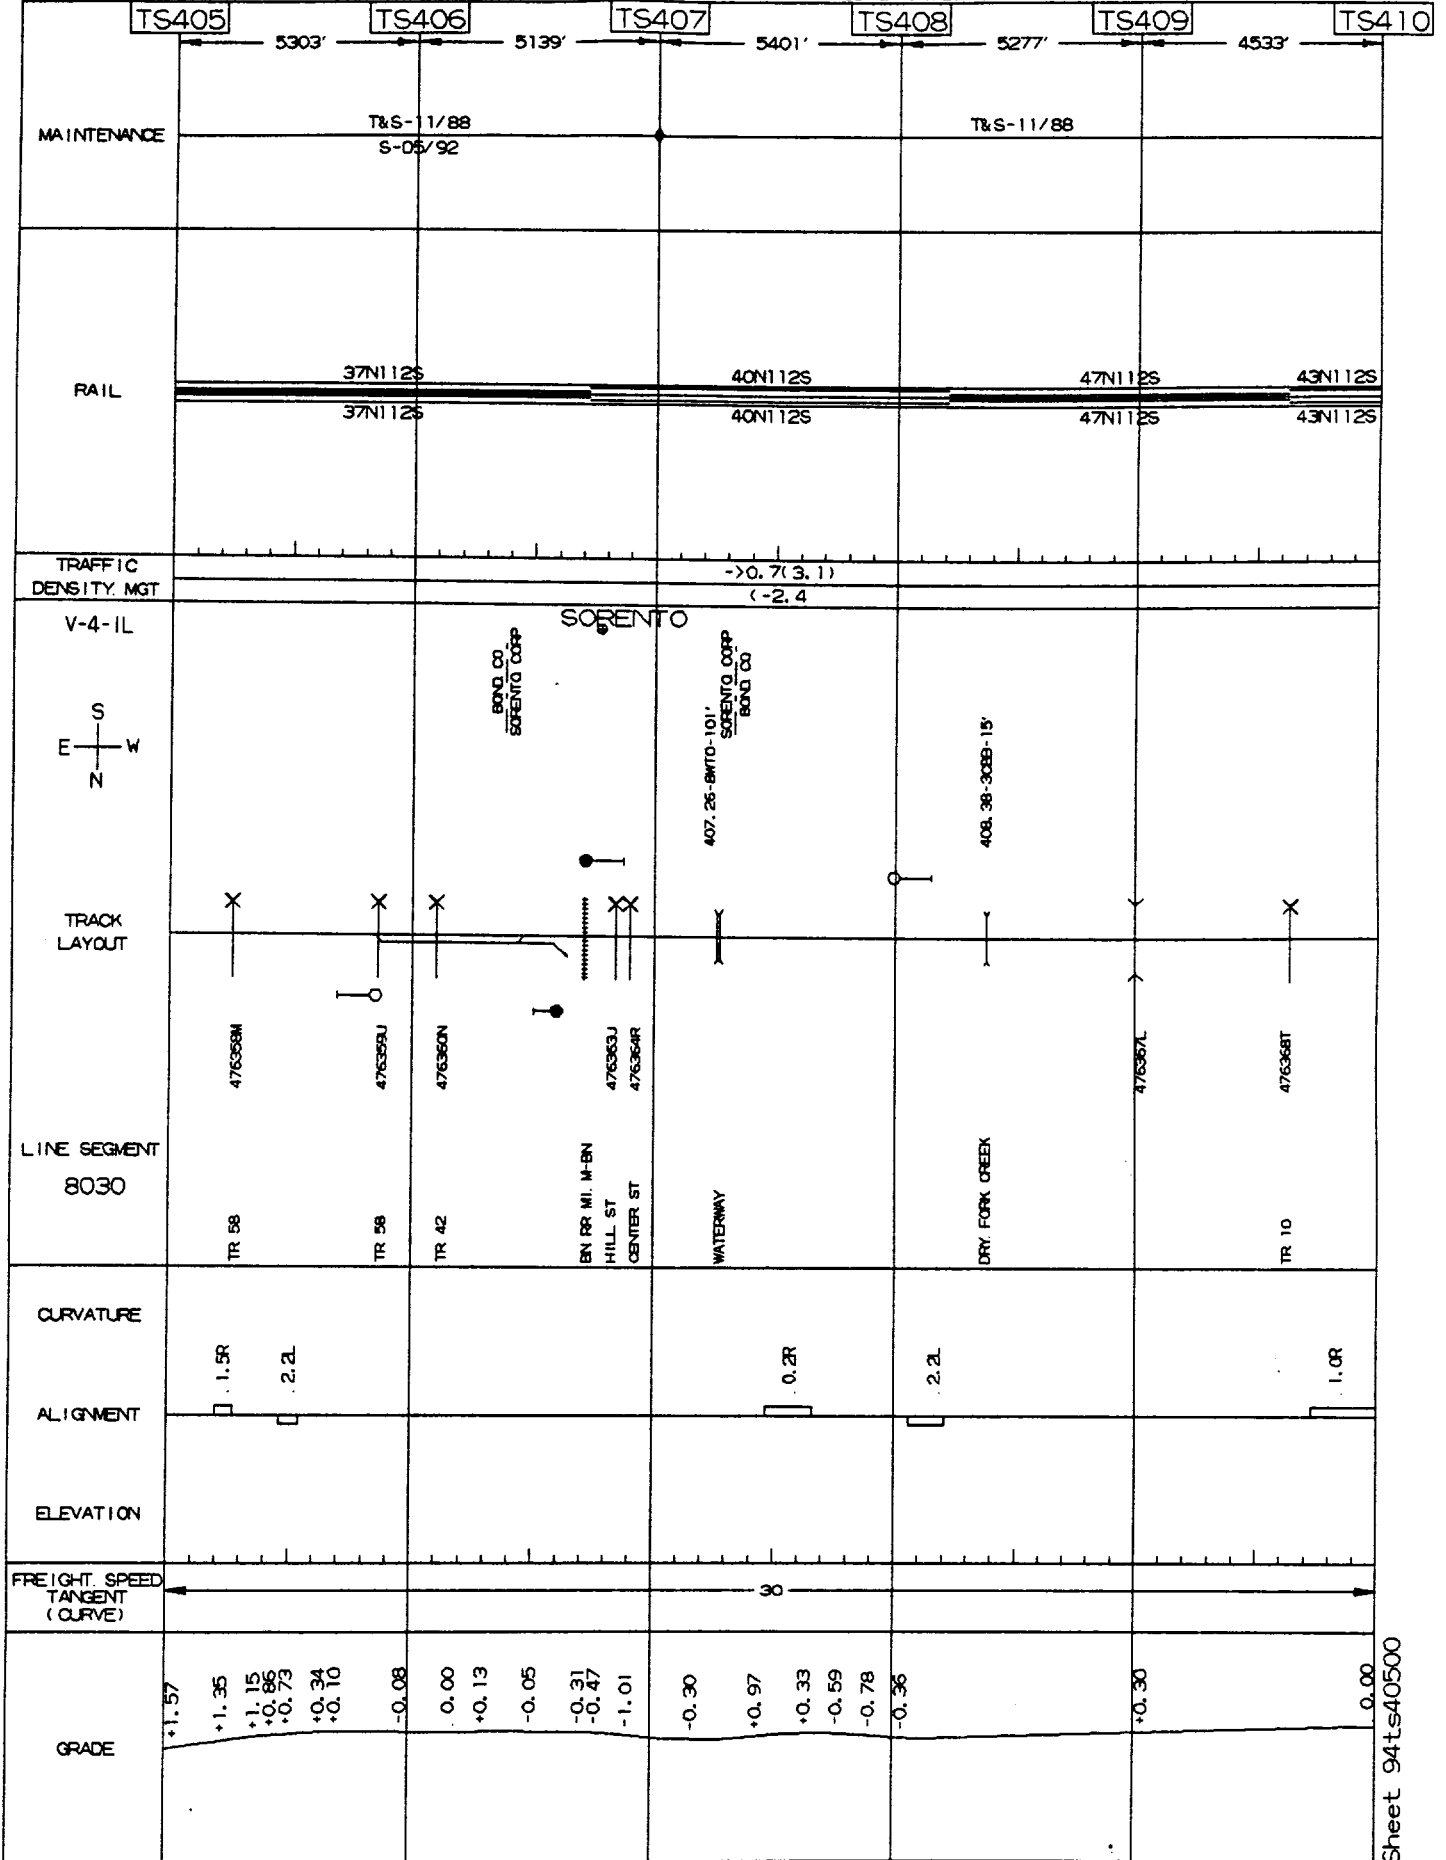 TS405 TS406 TS407 TS408 TS409 TS410
5303' 5139' 5401' 5277' 4533'
MAINTENANCE
T&S-11/88
S-05/92
T&S-11/88
RAIL
37N112S 40N112S 47N112S 43N112S
37N112S 40N112S 47N112S 43N112S
TRAFFIC
DENSITY. MGT
->0.7(3.1)
(-2.4
V-4-IL
SORENTO
BOND. CO
SORENTO CORP
SORENTO CORP
BOND. CO
S
E W
N
407.26-8WTO-101'
408.38-3CBB-15'
TRACK
LAYOUT
476358M
476359J
476360N
476363J
476364R
476367L
476368T
LINE SEGMENT
8030
TR 58
TR 58
TR 42
BN RR MI. M-BN
HILL ST
CENTER ST
WATERWAY
DRY. FORK CREEK
TR 10
CURVATURE
1.5R
2.2L
0.2R
2.2L
1.0R
ALIGNMENT
ELEVATION
FREIGHT. SPEED
TANGENT
(CURVE)
30
GRADE
+1.57
+1.35
+1.15
+0.86
+0.73
+0.34
+0.10
-0.08
0.00
+0.13
-0.05
-0.31
-0.47
-1.01
-0.30
+0.97
+0.33
-0.59
-0.78
-0.36
+0.30
0.00
Sheet 94ts40500